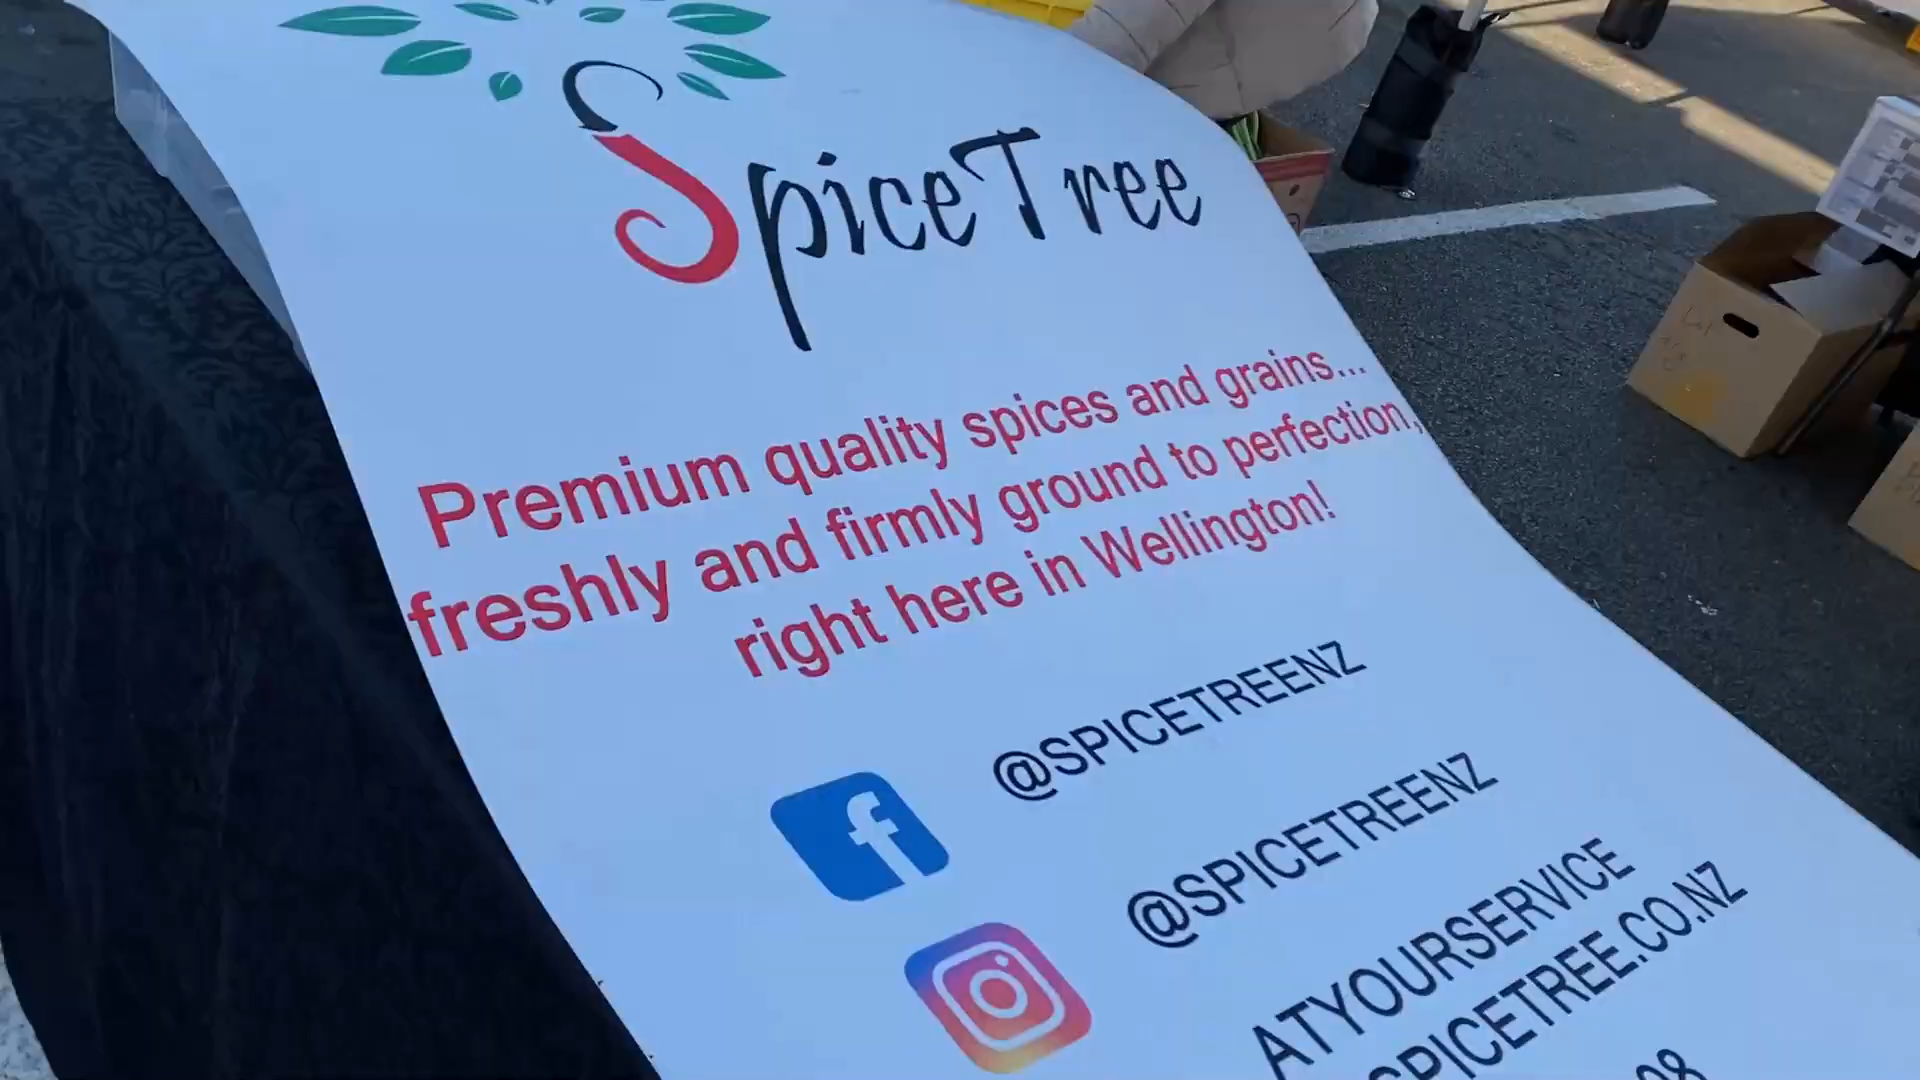 SpiceTree
Premium quality spices and grains...
freshly and firmly ground to perfection,
right here in Wellington!
@SPICETREENZ
@SPICETREENZ
ATYOURSERVICE
SPICETREE.CO.NZ